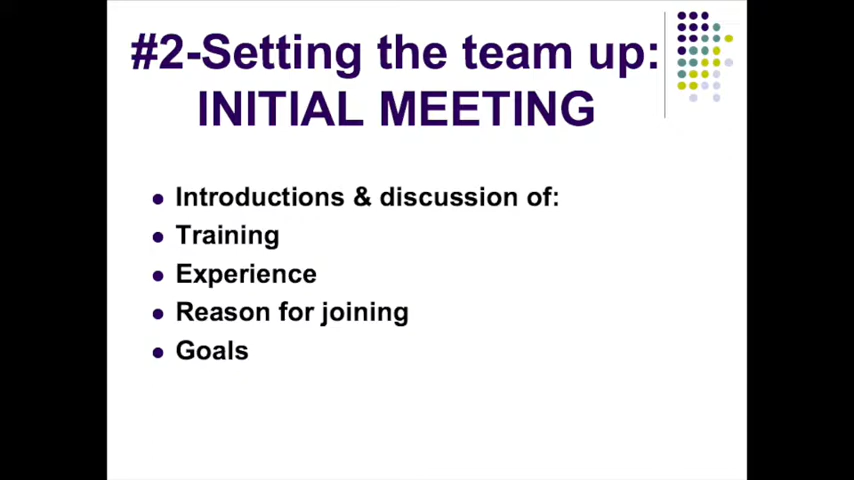 #2-Setting the team up:
INITIAL MEETING
Introductions & discussion of:
Training
Experience
Reason for joining
Goals